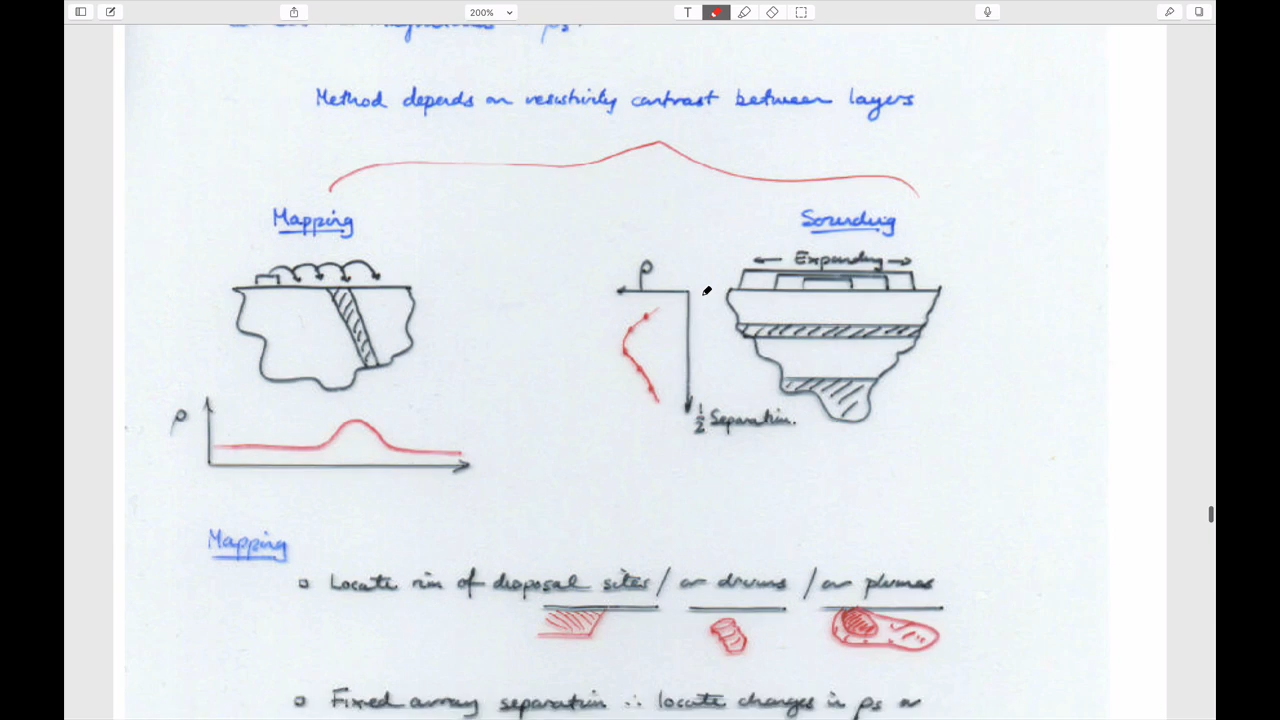 200%
T
Method depends on resistivity contrast between layers
Mapping
Sounding
ρ
← Expanding →
ρ
½ Separation.
Mapping
Locate rim of disposal sites / or drums / or plumes
Fixed array separation ∴ locate changes in ρs or